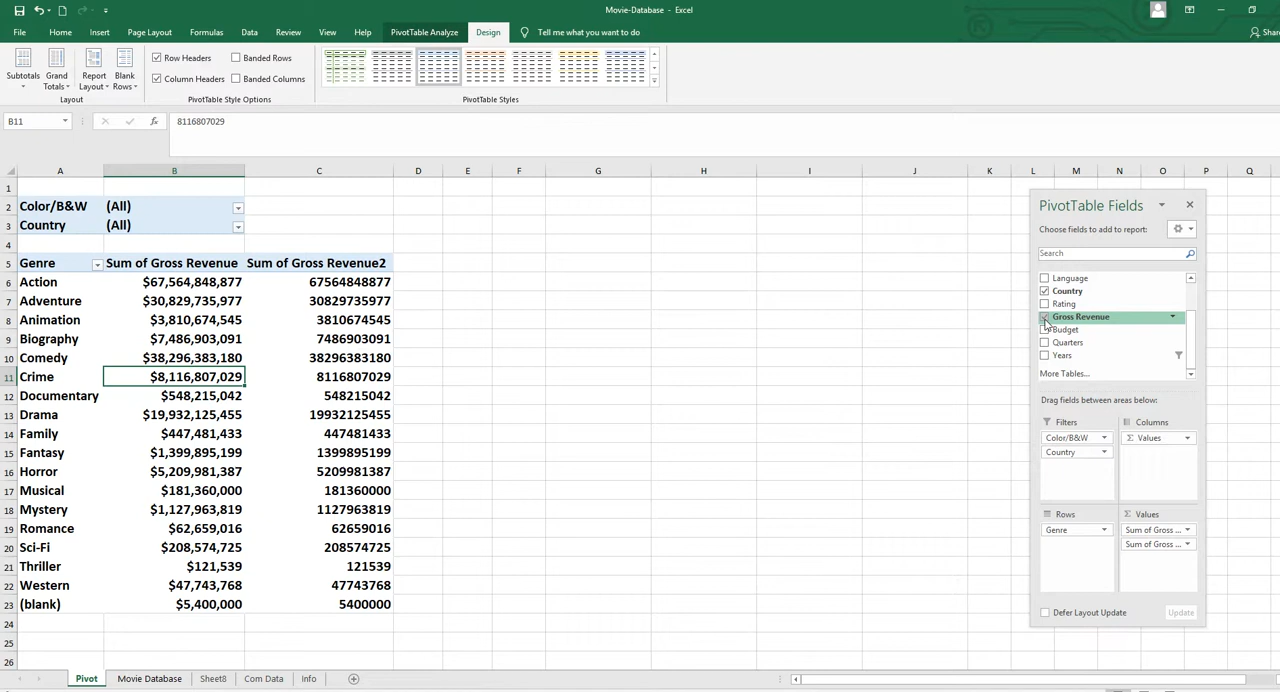 Movie-Database - Excel
File Home Insert Page Layout Formulas Data Review View Help PivotTable Analyze Design Tell me what you want to do
Subtotals Grand Totals Report Layout Blank Rows
Row Headers Banded Rows
Column Headers Banded Columns
Layout PivotTable Style Options PivotTable Styles
B11 fx 8116807029
A B C D E F G H I J K L M N O P Q
1
2 Color/B&W (All)
3 Country (All)
4
5 Genre Sum of Gross Revenue Sum of Gross Revenue2
6 Action $67,564,848,877 67564848877
7 Adventure $30,829,735,977 30829735977
8 Animation $3,810,674,545 3810674545
9 Biography $7,486,903,091 7486903091
10 Comedy $38,296,383,180 38296383180
11 Crime $8,116,807,029 8116807029
12 Documentary $548,215,042 548215042
13 Drama $19,932,125,455 19932125455
14 Family $447,481,433 447481433
15 Fantasy $1,399,895,199 1399895199
16 Horror $5,209,981,387 5209981387
17 Musical $181,360,000 181360000
18 Mystery $1,127,963,819 1127963819
19 Romance $62,659,016 62659016
20 Sci-Fi $208,574,725 208574725
21 Thriller $121,539 121539
22 Western $47,743,768 47743768
23 (blank) $5,400,000 5400000
24
25
26
PivotTable Fields
Choose fields to add to report:
Search
Language
Country
Rating
Gross Revenue
Budget
Quarters
Years
More Tables...
Drag fields between areas below:
Filters Columns
Color/B&W Σ Values
Country
Rows Σ Values
Genre Sum of Gross ...
Sum of Gross ...
Defer Layout Update Update
Pivot Movie Database Sheet8 Com Data Info